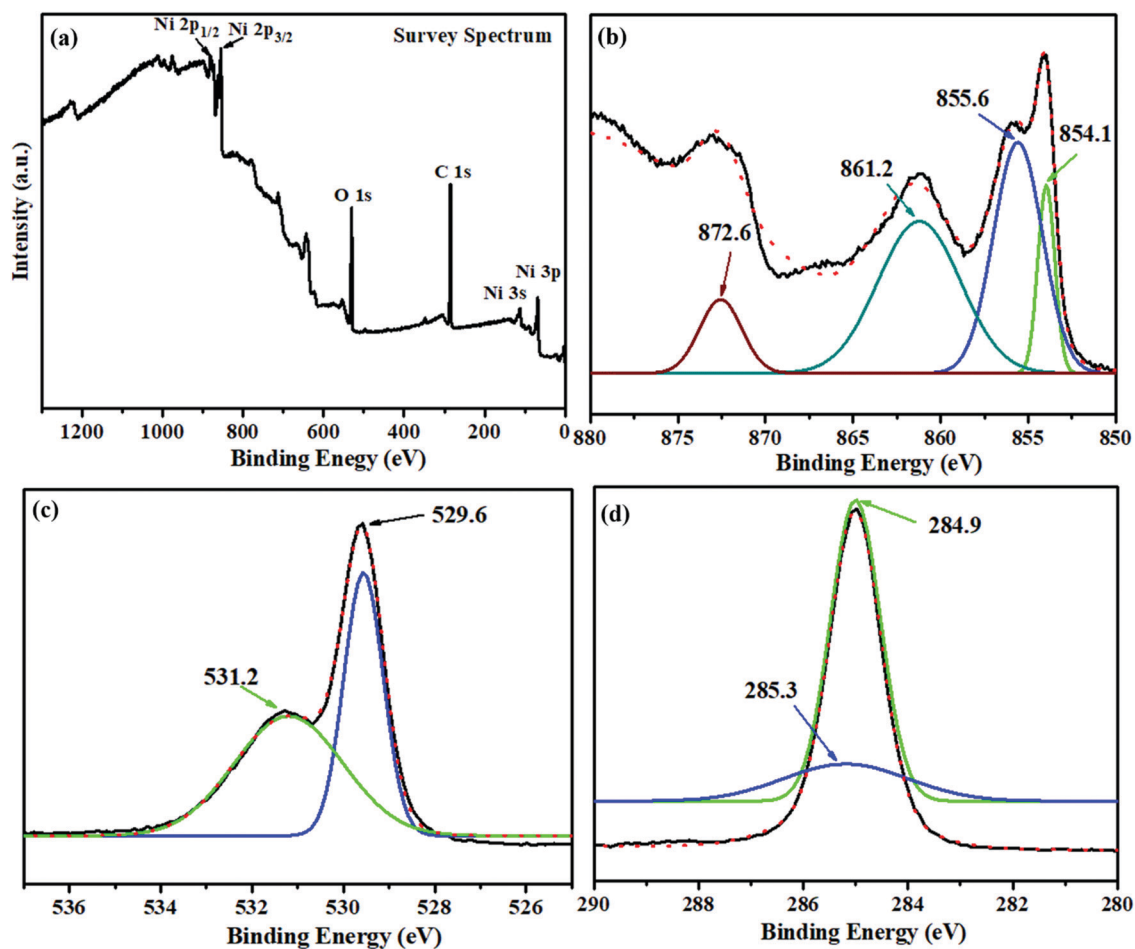 (a)
Ni 2p1/2
Ni 2p3/2
Survey Spectrum
O 1s
C 1s
Ni 3s
Ni 3p
Intensity (a.u.)
1200 1000 800 600 400 200 0
Binding Enegy (eV)
(b)
872.6
861.2
855.6
854.1
880 875 870 865 860 855 850
Binding Energy (eV)
(c)
529.6
531.2
536 534 532 530 528 526
Binding Energy (eV)
(d)
284.9
285.3
290 288 286 284 282 280
Binding Energy (eV)